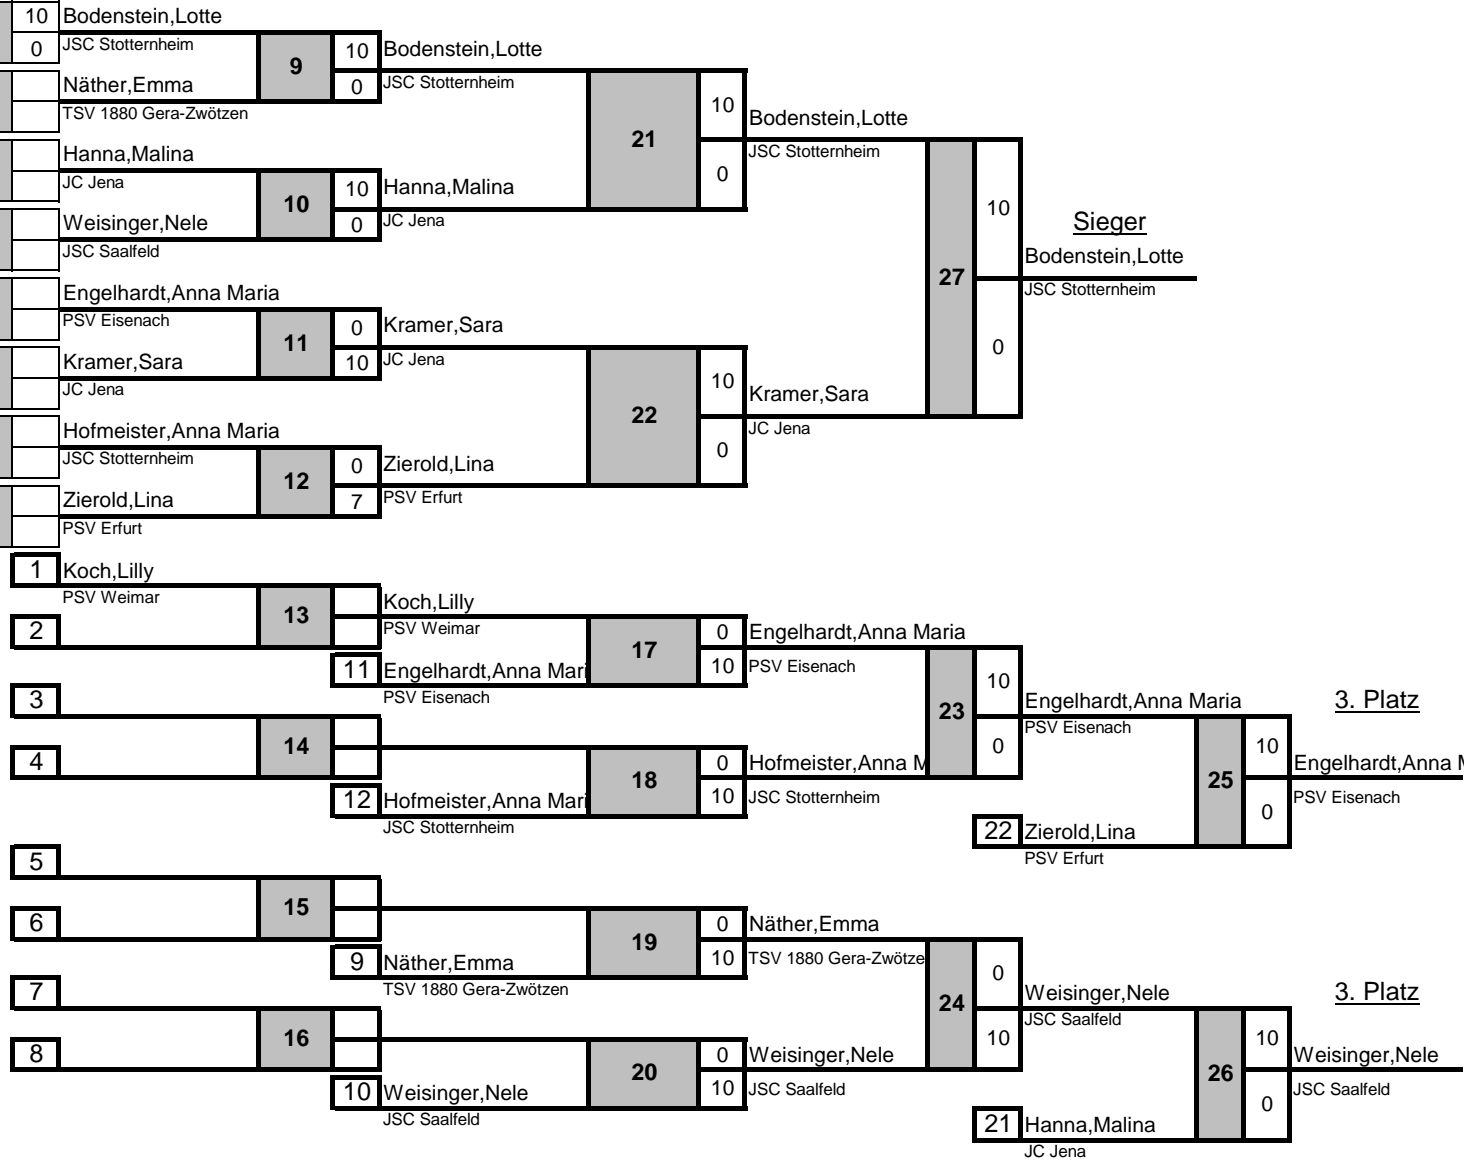 10 Bodenstein,Lotte
0 JSC Stotternheim
9 10 Bodenstein,Lotte
0 JSC Stotternheim
Näther,Emma
TSV 1880 Gera-Zwötzen
21 10 Bodenstein,Lotte
0 JSC Stotternheim
Hanna,Malina
JC Jena
10 10 Hanna,Malina
0 JC Jena
Weisinger,Nele
JSC Saalfeld
27 10
0
Sieger
Bodenstein,Lotte
JSC Stotternheim
Engelhardt,Anna Maria
PSV Eisenach
11 0 Kramer,Sara
10 JC Jena
Kramer,Sara
JC Jena
22 10 Kramer,Sara
0 JC Jena
Hofmeister,Anna Maria
JSC Stotternheim
12 0 Zierold,Lina
7 PSV Erfurt
Zierold,Lina
PSV Erfurt
1 Koch,Lilly
PSV Weimar
13 Koch,Lilly
PSV Weimar
2
17 0 Engelhardt,Anna Maria
10 PSV Eisenach
11 Engelhardt,Anna Mari
PSV Eisenach
3
23 10 Engelhardt,Anna Maria
0 PSV Eisenach
3. Platz
14
4
18 0 Hofmeister,Anna M
10 JSC Stotternheim
25 10 Engelhardt,Anna M
0 PSV Eisenach
12 Hofmeister,Anna Mari
JSC Stotternheim
22 Zierold,Lina
PSV Erfurt
5
15
6
19 0 Näther,Emma
10 TSV 1880 Gera-Zwötze
9 Näther,Emma
TSV 1880 Gera-Zwötzen
7
24 0 Weisinger,Nele
10 JSC Saalfeld
3. Platz
16
8
20 0 Weisinger,Nele
10 JSC Saalfeld
26 10 Weisinger,Nele
0 JSC Saalfeld
10 Weisinger,Nele
JSC Saalfeld
21 Hanna,Malina
JC Jena